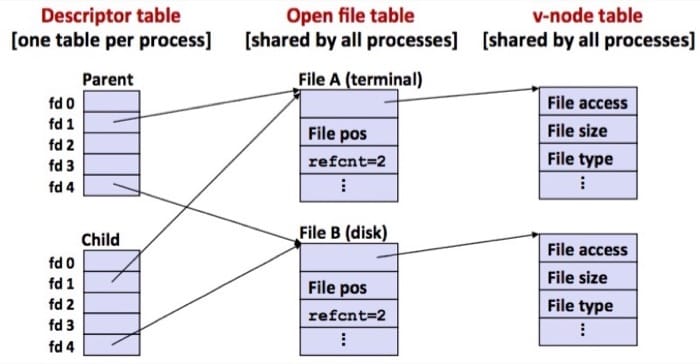 Descriptor table
[one table per process]
Open file table
[shared by all processes]
v-node table
[shared by all processes]
Parent
fd 0
fd 1
fd 2
fd 3
fd 4
File A (terminal)
File pos
refcnt=2
⋮
File access
File size
File type
⋮
Child
fd 0
fd 1
fd 2
fd 3
fd 4
File B (disk)
File pos
refcnt=2
⋮
File access
File size
File type
⋮